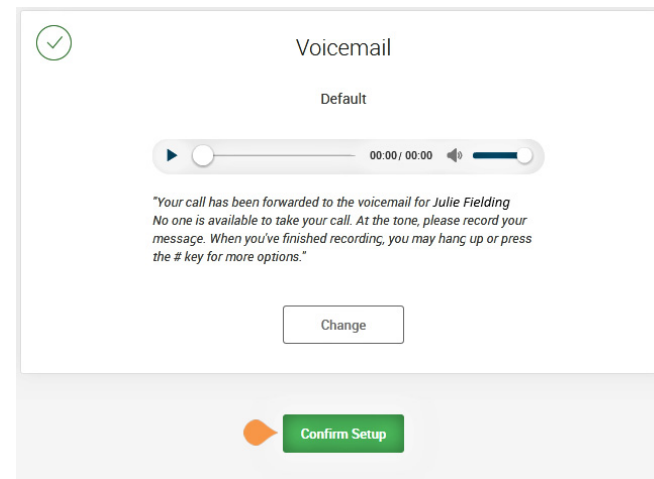 Voicemail
Default
00:00/ 00:00
"Your call has been forwarded to the voicemail for Julie Fielding
No one is available to take your call. At the tone, please record your
message. When you've finished recording, you may hang up or press
the # key for more options."
Change
Confirm Setup